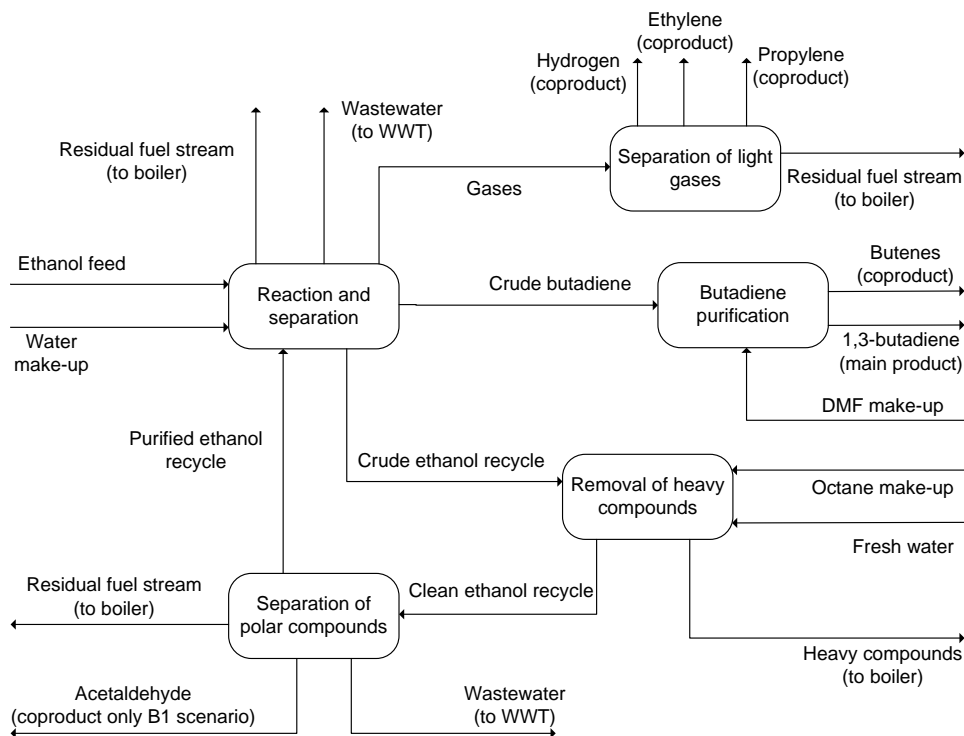 Ethylene
(coproduct)
Hydrogen
(coproduct)
Propylene
(coproduct)
Wastewater
(to WWT)
Residual fuel stream
(to boiler)
Separation of light
gases
Gases
Residual fuel stream
(to boiler)
Ethanol feed
Reaction and
separation
Crude butadiene
Butadiene
purification
Butenes
(coproduct)
Water
make-up
1,3-butadiene
(main product)
DMF make-up
Purified ethanol
recycle
Crude ethanol recycle
Removal of heavy
compounds
Octane make-up
Fresh water
Residual fuel stream
(to boiler)
Separation of
polar compounds
Clean ethanol recycle
Heavy compounds
(to boiler)
Acetaldehyde
(coproduct only B1 scenario)
Wastewater
(to WWT)